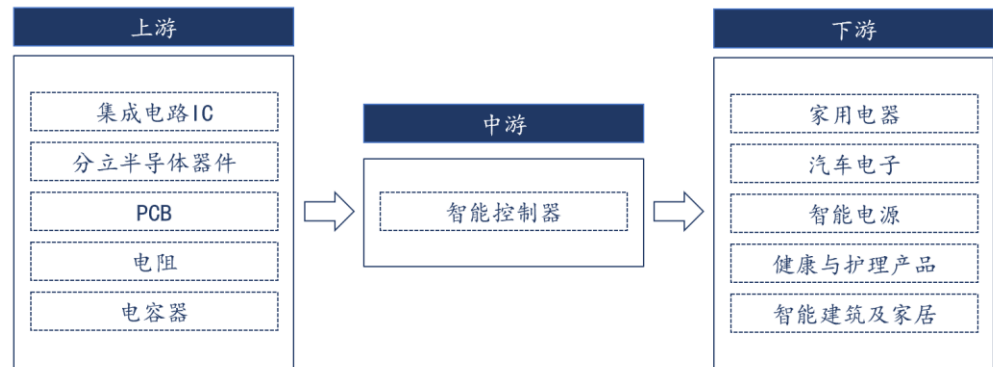 上游
集成电路IC
分立半导体器件
PCB
电阻
电容器
中游
智能控制器
下游
家用电器
汽车电子
智能电源
健康与护理产品
智能建筑及家居